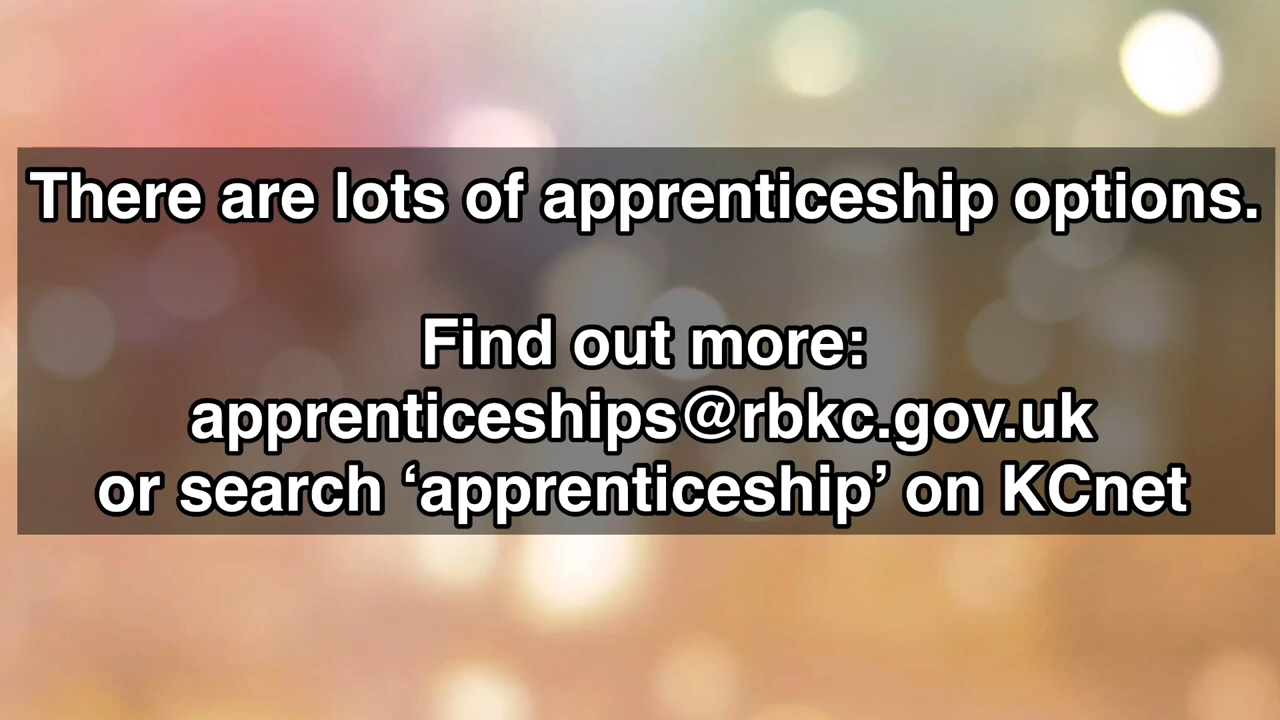 There are lots of apprenticeship options.
Find out more:
apprenticeships@rbkc.gov.uk
or search ‘apprenticeship’ on KCnet